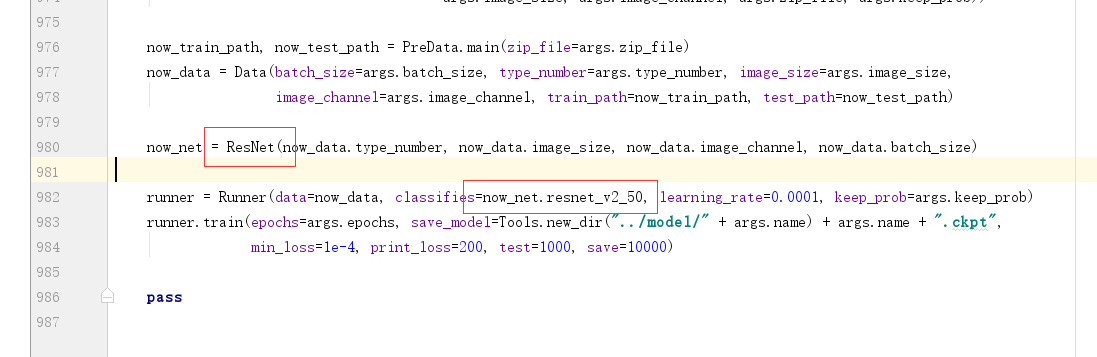 975
976 now_train_path, now_test_path = PreData.main(zip_file=args.zip_file)
977 now_data = Data(batch_size=args.batch_size, type_number=args.type_number, image_size=args.image_size,
978 image_channel=args.image_channel, train_path=now_train_path, test_path=now_test_path)
979
980 now_net = ResNet(now_data.type_number, now_data.image_size, now_data.image_channel, now_data.batch_size)
981
982 runner = Runner(data=now_data, classifies=now_net.resnet_v2_50, learning_rate=0.0001, keep_prob=args.keep_prob)
983 runner.train(epochs=args.epochs, save_model=Tools.new_dir("../model/" + args.name) + args.name + ".ckpt",
984 min_loss=1e-4, print_loss=200, test=1000, save=10000)
985
986 pass
987